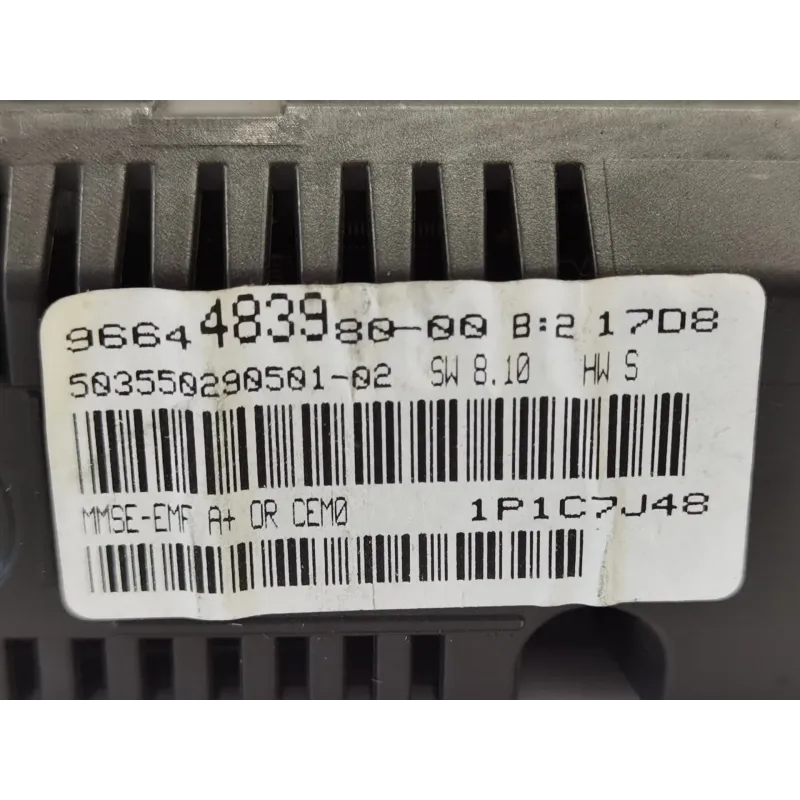 9664483980-00 B:2 17D8
503550290501-02 SW 8.10 HW S
MMSE-EMF A+ OR CEM0
1P1C7J48